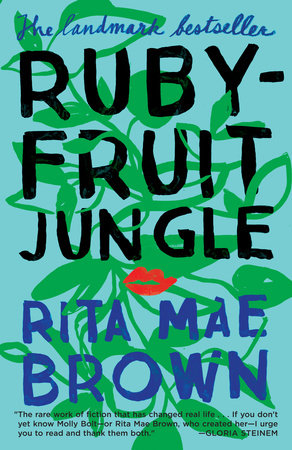 The landmark bestseller
RUBY-
FRUIT
JUNGLE
RITA MAE
BROWN
"The rare work of fiction that has changed real life . . . If you don't
yet know Molly Bolt—or Rita Mae Brown, who created her—I urge
you to read and thank them both." —GLORIA STEINEM